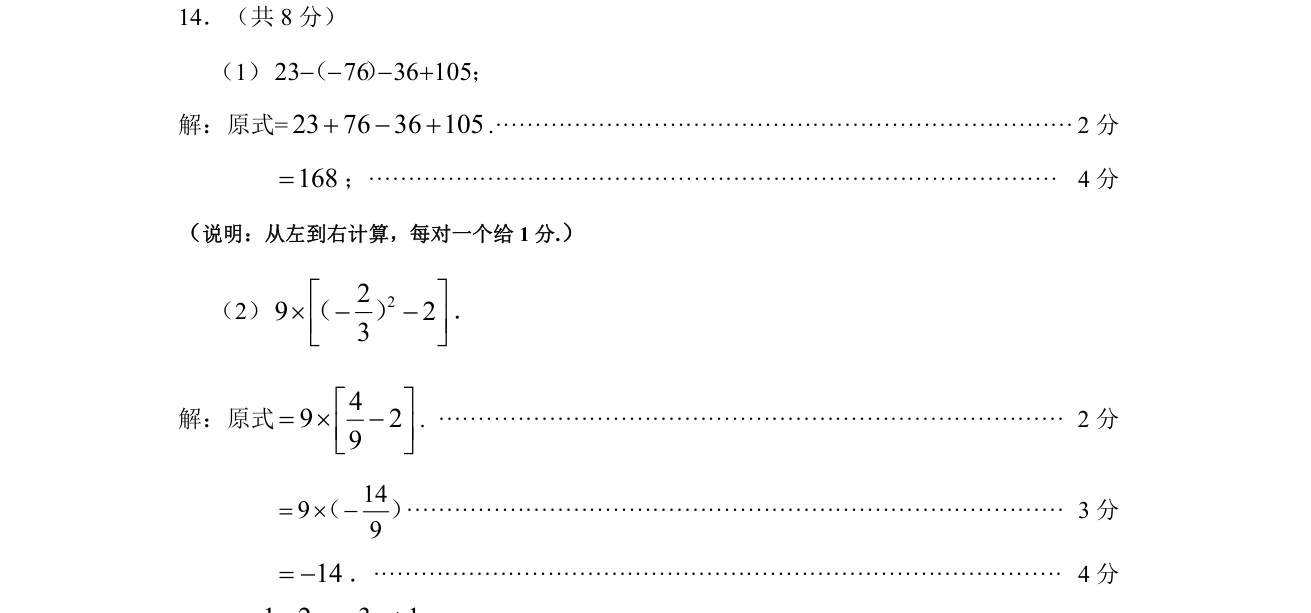 14．（共 8 分）
（1）23−(−76)−36+105；
解：原式=23+76−36+105 .………………………………………………………………2 分
=168；…………………………………………………………………………… 4 分
（说明：从左到右计算，每对一个给 1 分.）
（2）9×[(−2/3)²−2]．
解：原式=9×[4/9−2]．…………………………………………………………………… 2 分
=9×(−14/9)………………………………………………………………………… 3 分
=−14．…………………………………………………………………………… 4 分